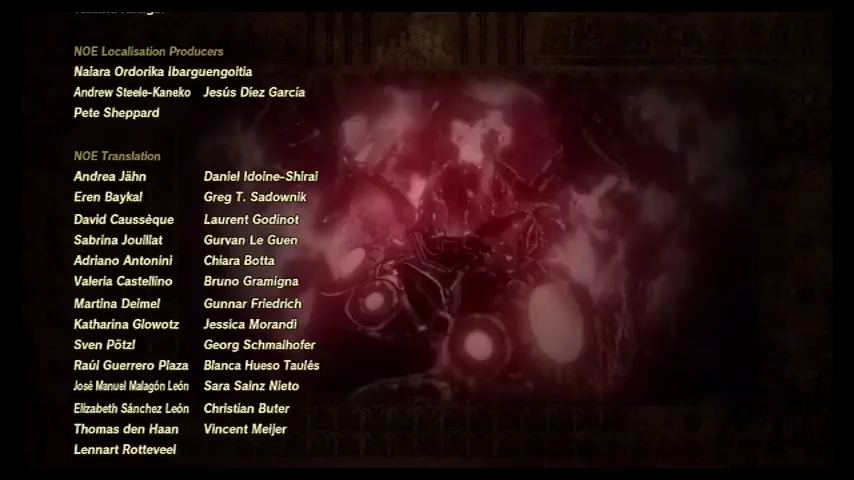 NOE Localisation Producers
Naiara Ordorika Ibarguengoitia
Andrew Steele-Kaneko Jesús Díez García
Pete Sheppard
NOE Translation
Andrea Jähn Daniel Idoine-Shirai
Eren Baykal Greg T. Sadownik
David Caussèque Laurent Godinot
Sabrina Jouillat Gurvan Le Guen
Adriano Antonini Chiara Botta
Valeria Castellino Bruno Gramigna
Martina Deimel Gunnar Friedrich
Katharina Glowotz Jessica Morandi
Sven Pötzl Georg Schmalhofer
Raúl Guerrero Plaza Blanca Hueso Taulés
José Manuel Malagón León Sara Sainz Nieto
Elizabeth Sánchez León Christian Buter
Thomas den Haan Vincent Meijer
Lennart Rotteveel